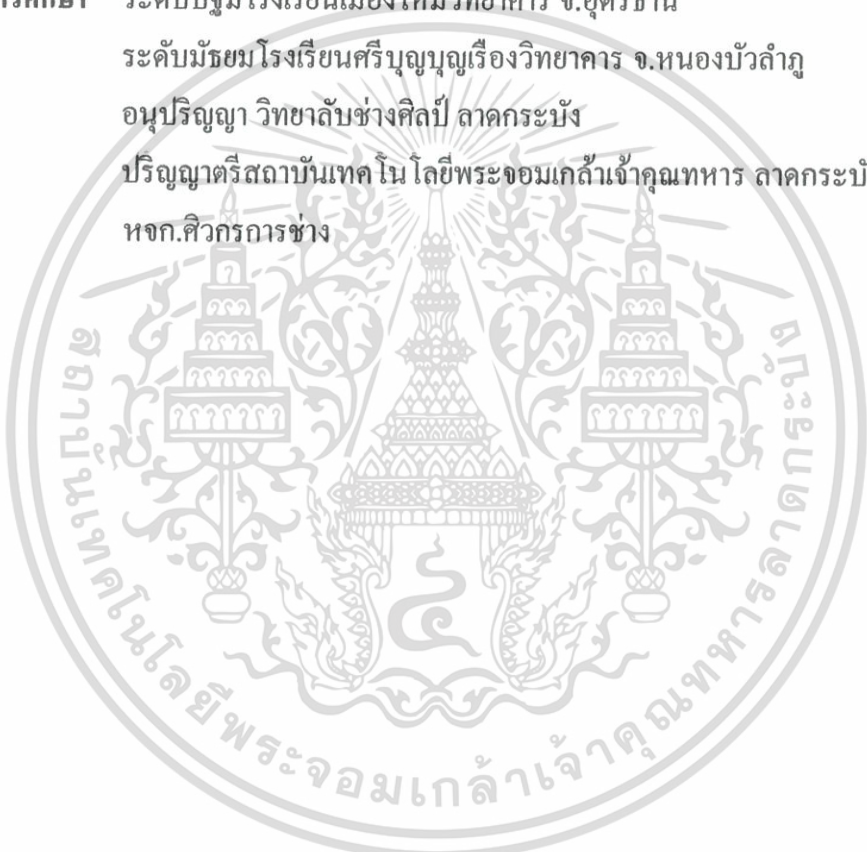 ระดับมัธยมโรงเรียนศรีบุญบุญเรืองวิทยาคาร จ.หนองบัวลำภู
อนุปริญญา วิทยาลับช่างศิลป์ ลาดกระบัง
ปริญญาตรีสถาบันเทคโนโลยีพระจอมเกล้าเจ้าคุณทหาร ลาดกระบั
หจก.ศิวกรการช่าง
สถาบันเทคโนโลยีพระจอมเกล้าเจ้าคุณทหารลาดกระบัง